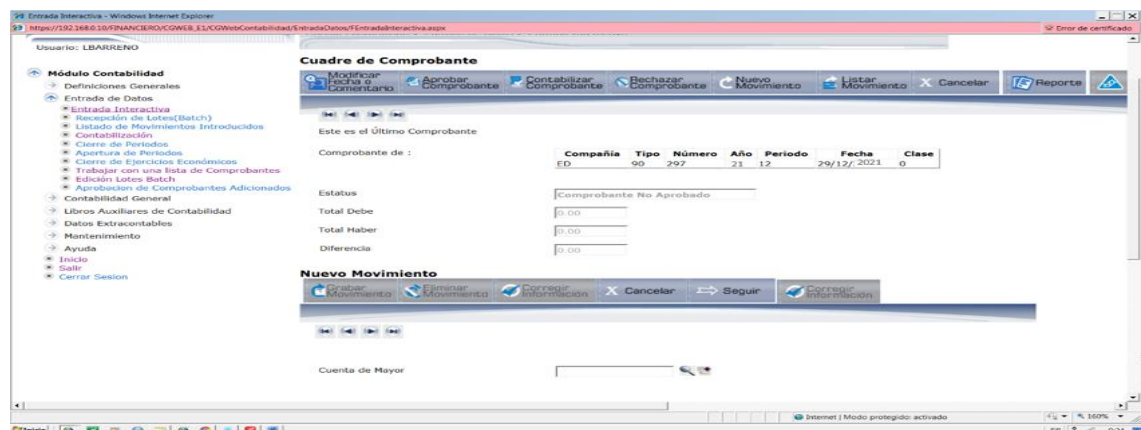 Entrada Interactiva - Windows Internet Explorer
https://192.168.0.10/FINANCIERO/CGWEB_E1/CGWebContabilidad/EntradaDatos/FEntradaInteractiva.aspx
Error de certificado
Usuario: LBARRENO
Módulo Contabilidad
Definiciones Generales
Entrada de Datos
Entrada Interactiva
Recepción de Lotes(Batch)
Listado de Movimientos Introducidos
Contabilización
Cierre de Periodos
Apertura de Periodos
Cierre de Ejercicios Económicos
Trabajar con una lista de Comprobantes
Edición Lotes Batch
Aprobacion de Comprobantes Adicionados
Contabilidad General
Libros Auxiliares de Contabilidad
Datos Extracontables
Mantenimiento
Ayuda
Inicio
Salir
Cerrar Sesion
Cuadre de Comprobante
Modificar Fecha o Comentario
Aprobar Comprobante
Contabilizar Comprobante
Rechazar Comprobante
Nuevo Movimiento
Listar Movimiento
Cancelar
Reporte
Este es el Último Comprobante
Comprobante de :
Compañía Tipo Número Año Periodo Fecha Clase
ED 90 297 21 12 29/12/ 2021 0
Estatus
Comprobante No Aprobado
Total Debe
0.00
Total Haber
0.00
Diferencia
0.00
Nuevo Movimiento
Grabar Movimiento
Eliminar Movimiento
Corregir Información
Cancelar
Seguir
Corregir Información
Cuenta de Mayor
Internet | Modo protegido: activado
160%
Inicio
9:34